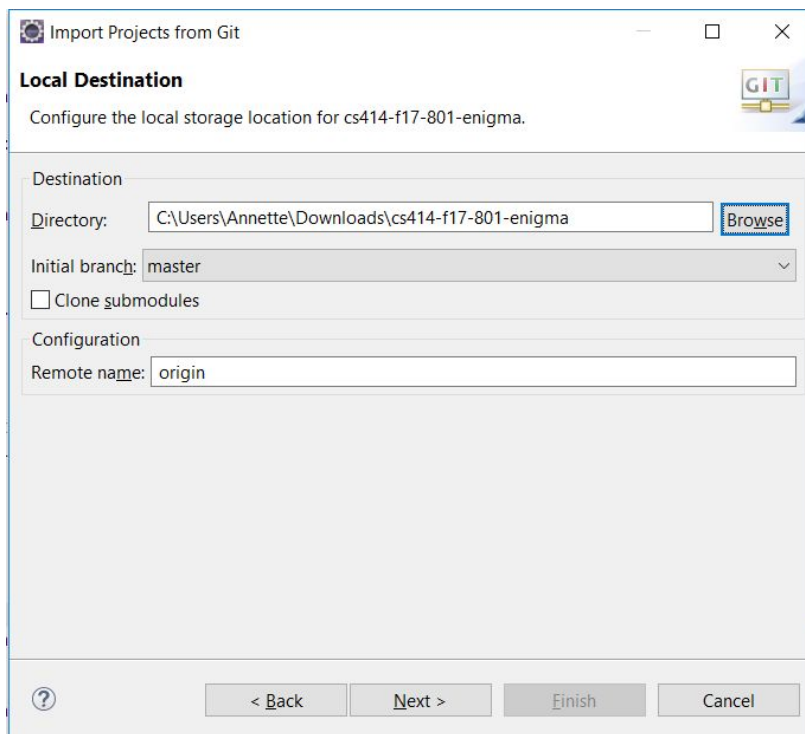 Import Projects from Git
Local Destination
GIT
Configure the local storage location for cs414-f17-801-enigma.
Destination
Directory: C:\Users\Annette\Downloads\cs414-f17-801-enigma Browse
Initial branch: master
Clone submodules
Configuration
Remote name: origin
? < Back Next > Finish Cancel